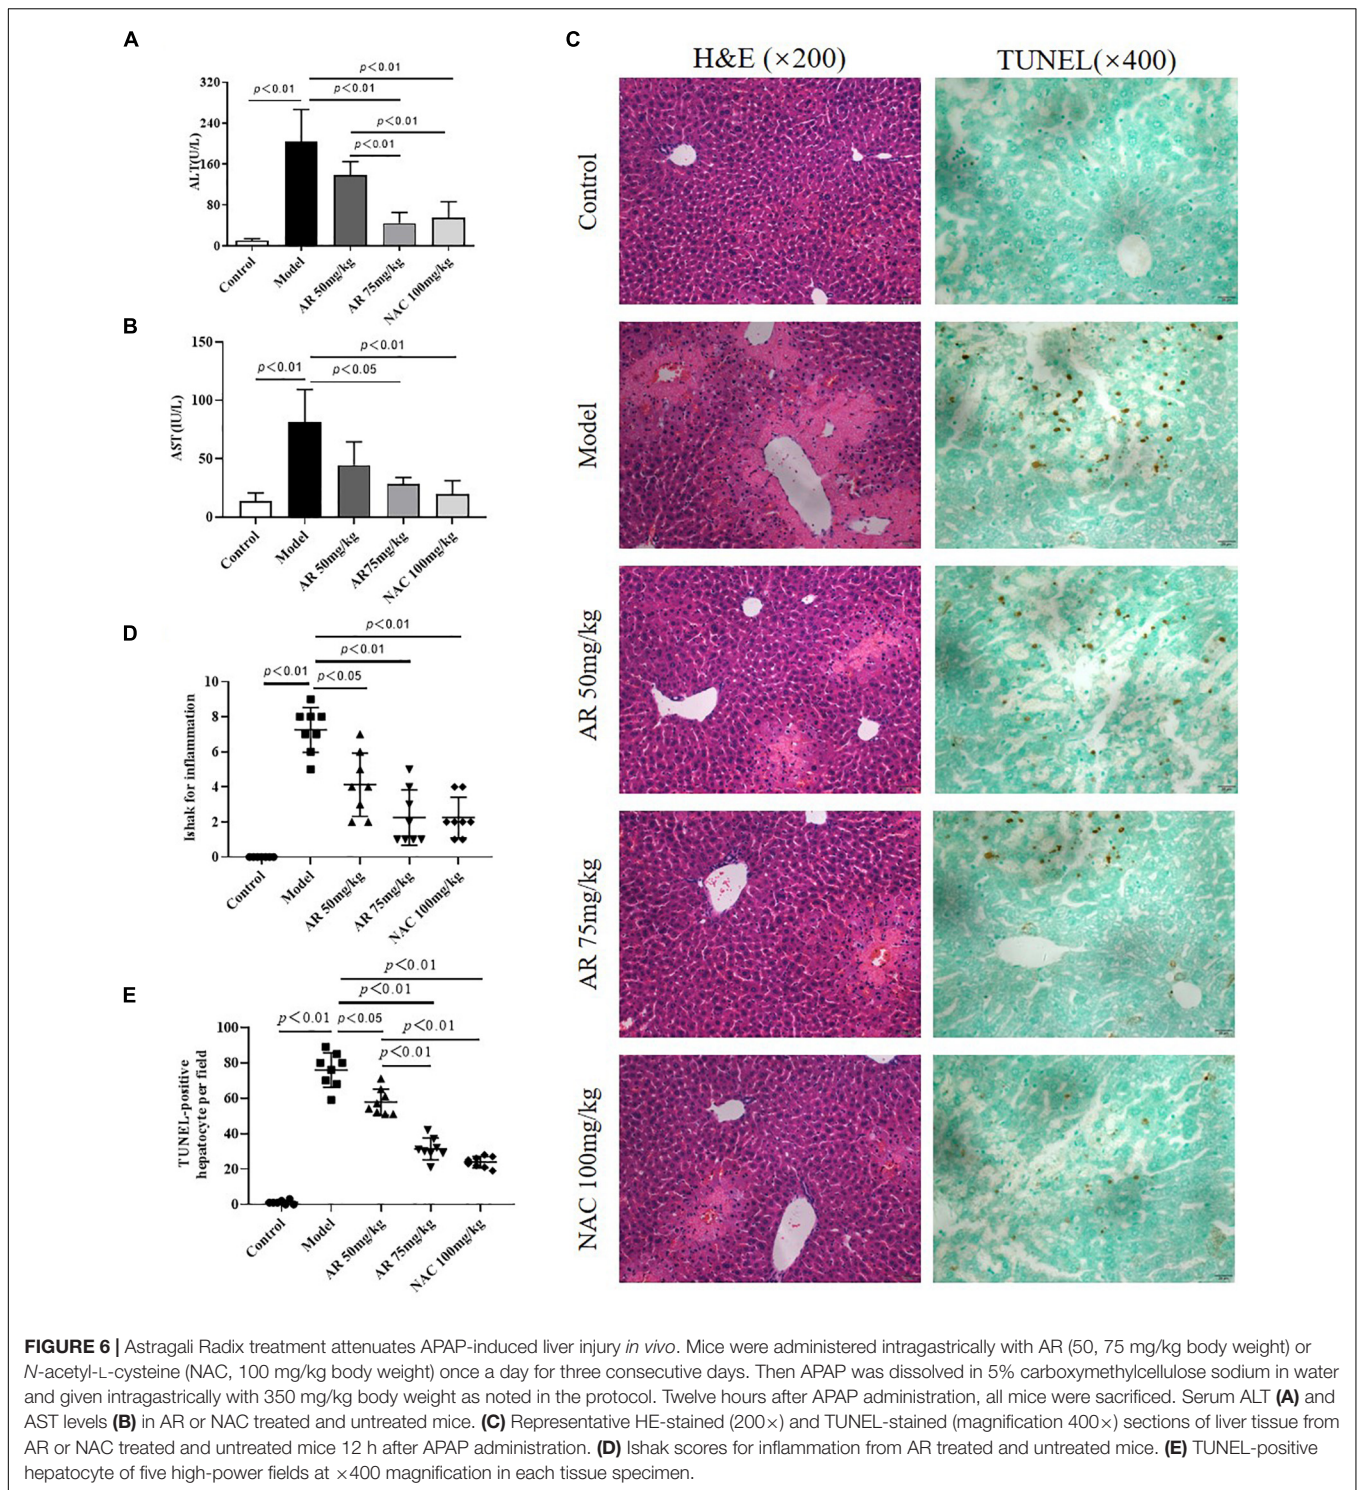 A
ALT(U/L)
320
240
160
80
0
p<0.01
p<0.01
p<0.01
p<0.01
p<0.01
Control
Model
AR 50mg/kg
AR 75mg/kg
NAC 100mg/kg
B
AST(IU/L)
150
100
50
0
p<0.01
p<0.05
p<0.01
Control
Model
AR 50mg/kg
AR75mg/kg
NAC 100mg/kg
D
Ishak for inflammation
10
8
6
4
2
0
p<0.01
p<0.01
p<0.01
p<0.05
Control
Model
AR 50mg/kg
AR 75mg/kg
NAC 100mg/kg
E
TUNEL-positive
hepatocyte per field
100
80
60
40
20
0
p<0.01
p<0.01
p<0.01
p<0.05
p<0.01
p<0.01
Control
Model
AR 50mg/kg
AR 75mg/kg
NAC 100mg/kg
C
H&E (×200)
TUNEL(×400)
Control
Model
AR 50mg/kg
AR 75mg/kg
NAC 100mg/kg
FIGURE 6 | Astragali Radix treatment attenuates APAP-induced liver injury in vivo. Mice were administered intragastrically with AR (50, 75 mg/kg body weight) or
N-acetyl-L-cysteine (NAC, 100 mg/kg body weight) once a day for three consecutive days. Then APAP was dissolved in 5% carboxymethylcellulose sodium in water
and given intragastrically with 350 mg/kg body weight as noted in the protocol. Twelve hours after APAP administration, all mice were sacrificed. Serum ALT (A) and
AST levels (B) in AR or NAC treated and untreated mice. (C) Representative HE-stained (200×) and TUNEL-stained (magnification 400×) sections of liver tissue from
AR or NAC treated and untreated mice 12 h after APAP administration. (D) Ishak scores for inflammation from AR treated and untreated mice. (E) TUNEL-positive
hepatocyte of five high-power fields at ×400 magnification in each tissue specimen.